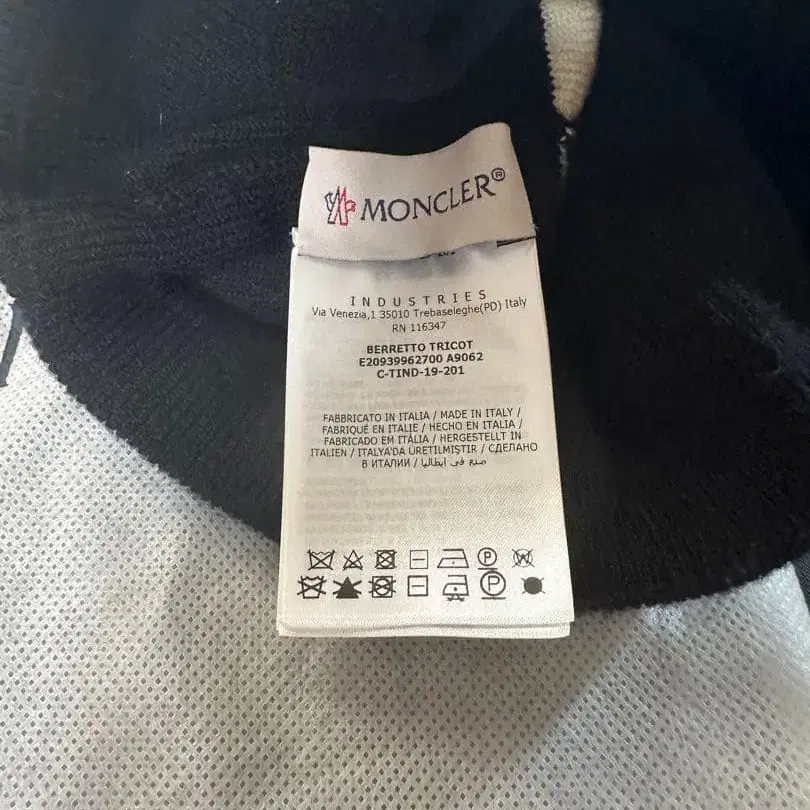 MONCLER®
INDUSTRIES
Via Venezia,1 35010 Trebaseleghe(PD) Italy
RN 116347
BERRETTO TRICOT
E20939962700 A9062
C-TIND-19-201
FABBRICATO IN ITALIA / MADE IN ITALY /
FABRIQUÉ EN ITALIE / HECHO EN ITALIA /
FABRICADO EM ITÁLIA / HERGESTELLT IN
ITALIEN / ITALYA'DA ÜRETILMIŞTIR / СДЕЛАНО
В ИТАЛИИ / صنع في ايطاليا
P W
P